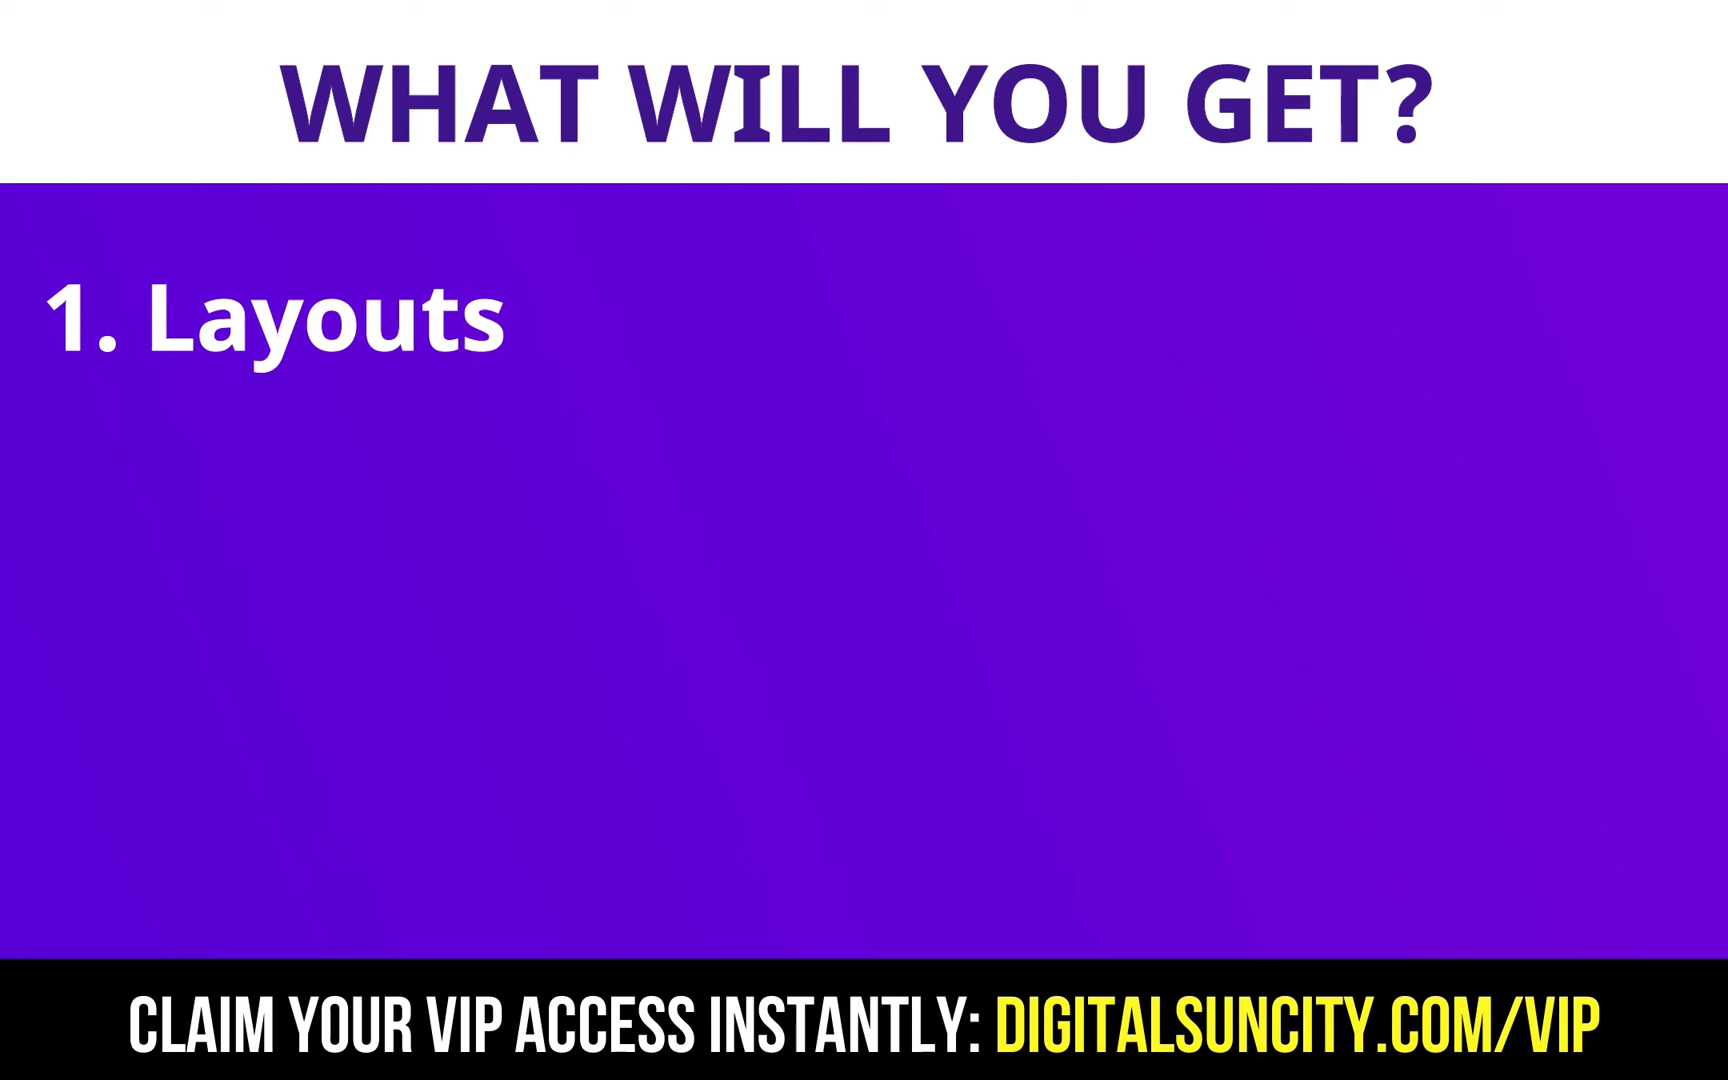 WHAT WILL YOU GET?
1. Layouts
CLAIM YOUR VIP ACCESS INSTANTLY: DIGITALSUNCITY.COM/VIP